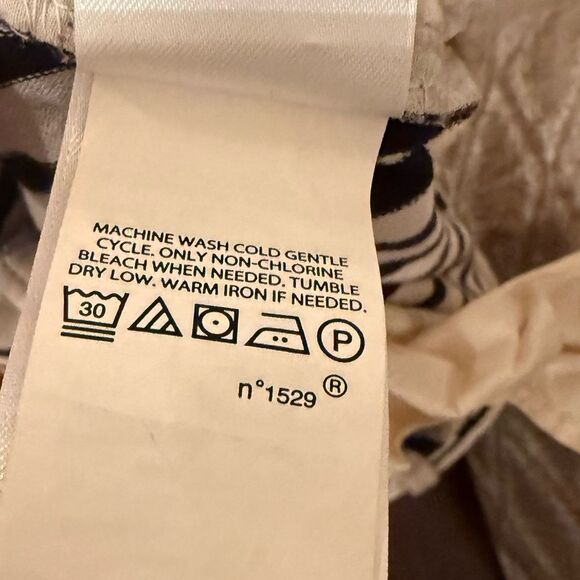 MACHINE WASH COLD GENTLE
CYCLE. ONLY NON-CHLORINE
BLEACH WHEN NEEDED. TUMBLE
DRY LOW. WARM IRON IF NEEDED.
30 P
n°1529 ®